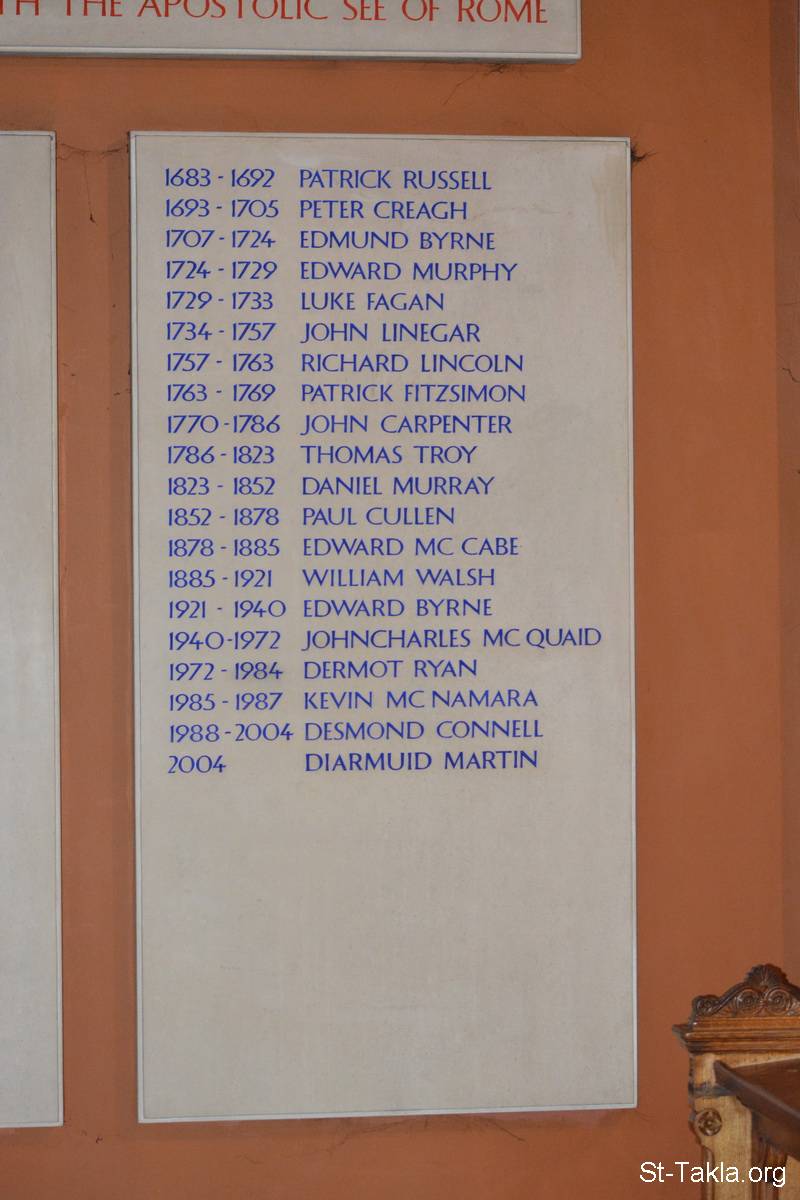 TH THE APOSTOLIC SEE OF ROME
1683 - 1692 PATRICK RUSSELL
1693 - 1705 PETER CREAGH
1707 - 1724 EDMUND BYRNE
1724 - 1729 EDWARD MURPHY
1729 - 1733 LUKE FAGAN
1734 - 1757 JOHN LINEGAR
1757 - 1763 RICHARD LINCOLN
1763 - 1769 PATRICK FITZSIMON
1770 - 1786 JOHN CARPENTER
1786 - 1823 THOMAS TROY
1823 - 1852 DANIEL MURRAY
1852 - 1878 PAUL CULLEN
1878 - 1885 EDWARD MC CABE
1885 - 1921 WILLIAM WALSH
1921 - 1940 EDWARD BYRNE
1940-1972 JOHNCHARLES MC QUAID
1972 - 1984 DERMOT RYAN
1985 - 1987 KEVIN MC NAMARA
1988 - 2004 DESMOND CONNELL
2004 DIARMUID MARTIN
St-Takla.org